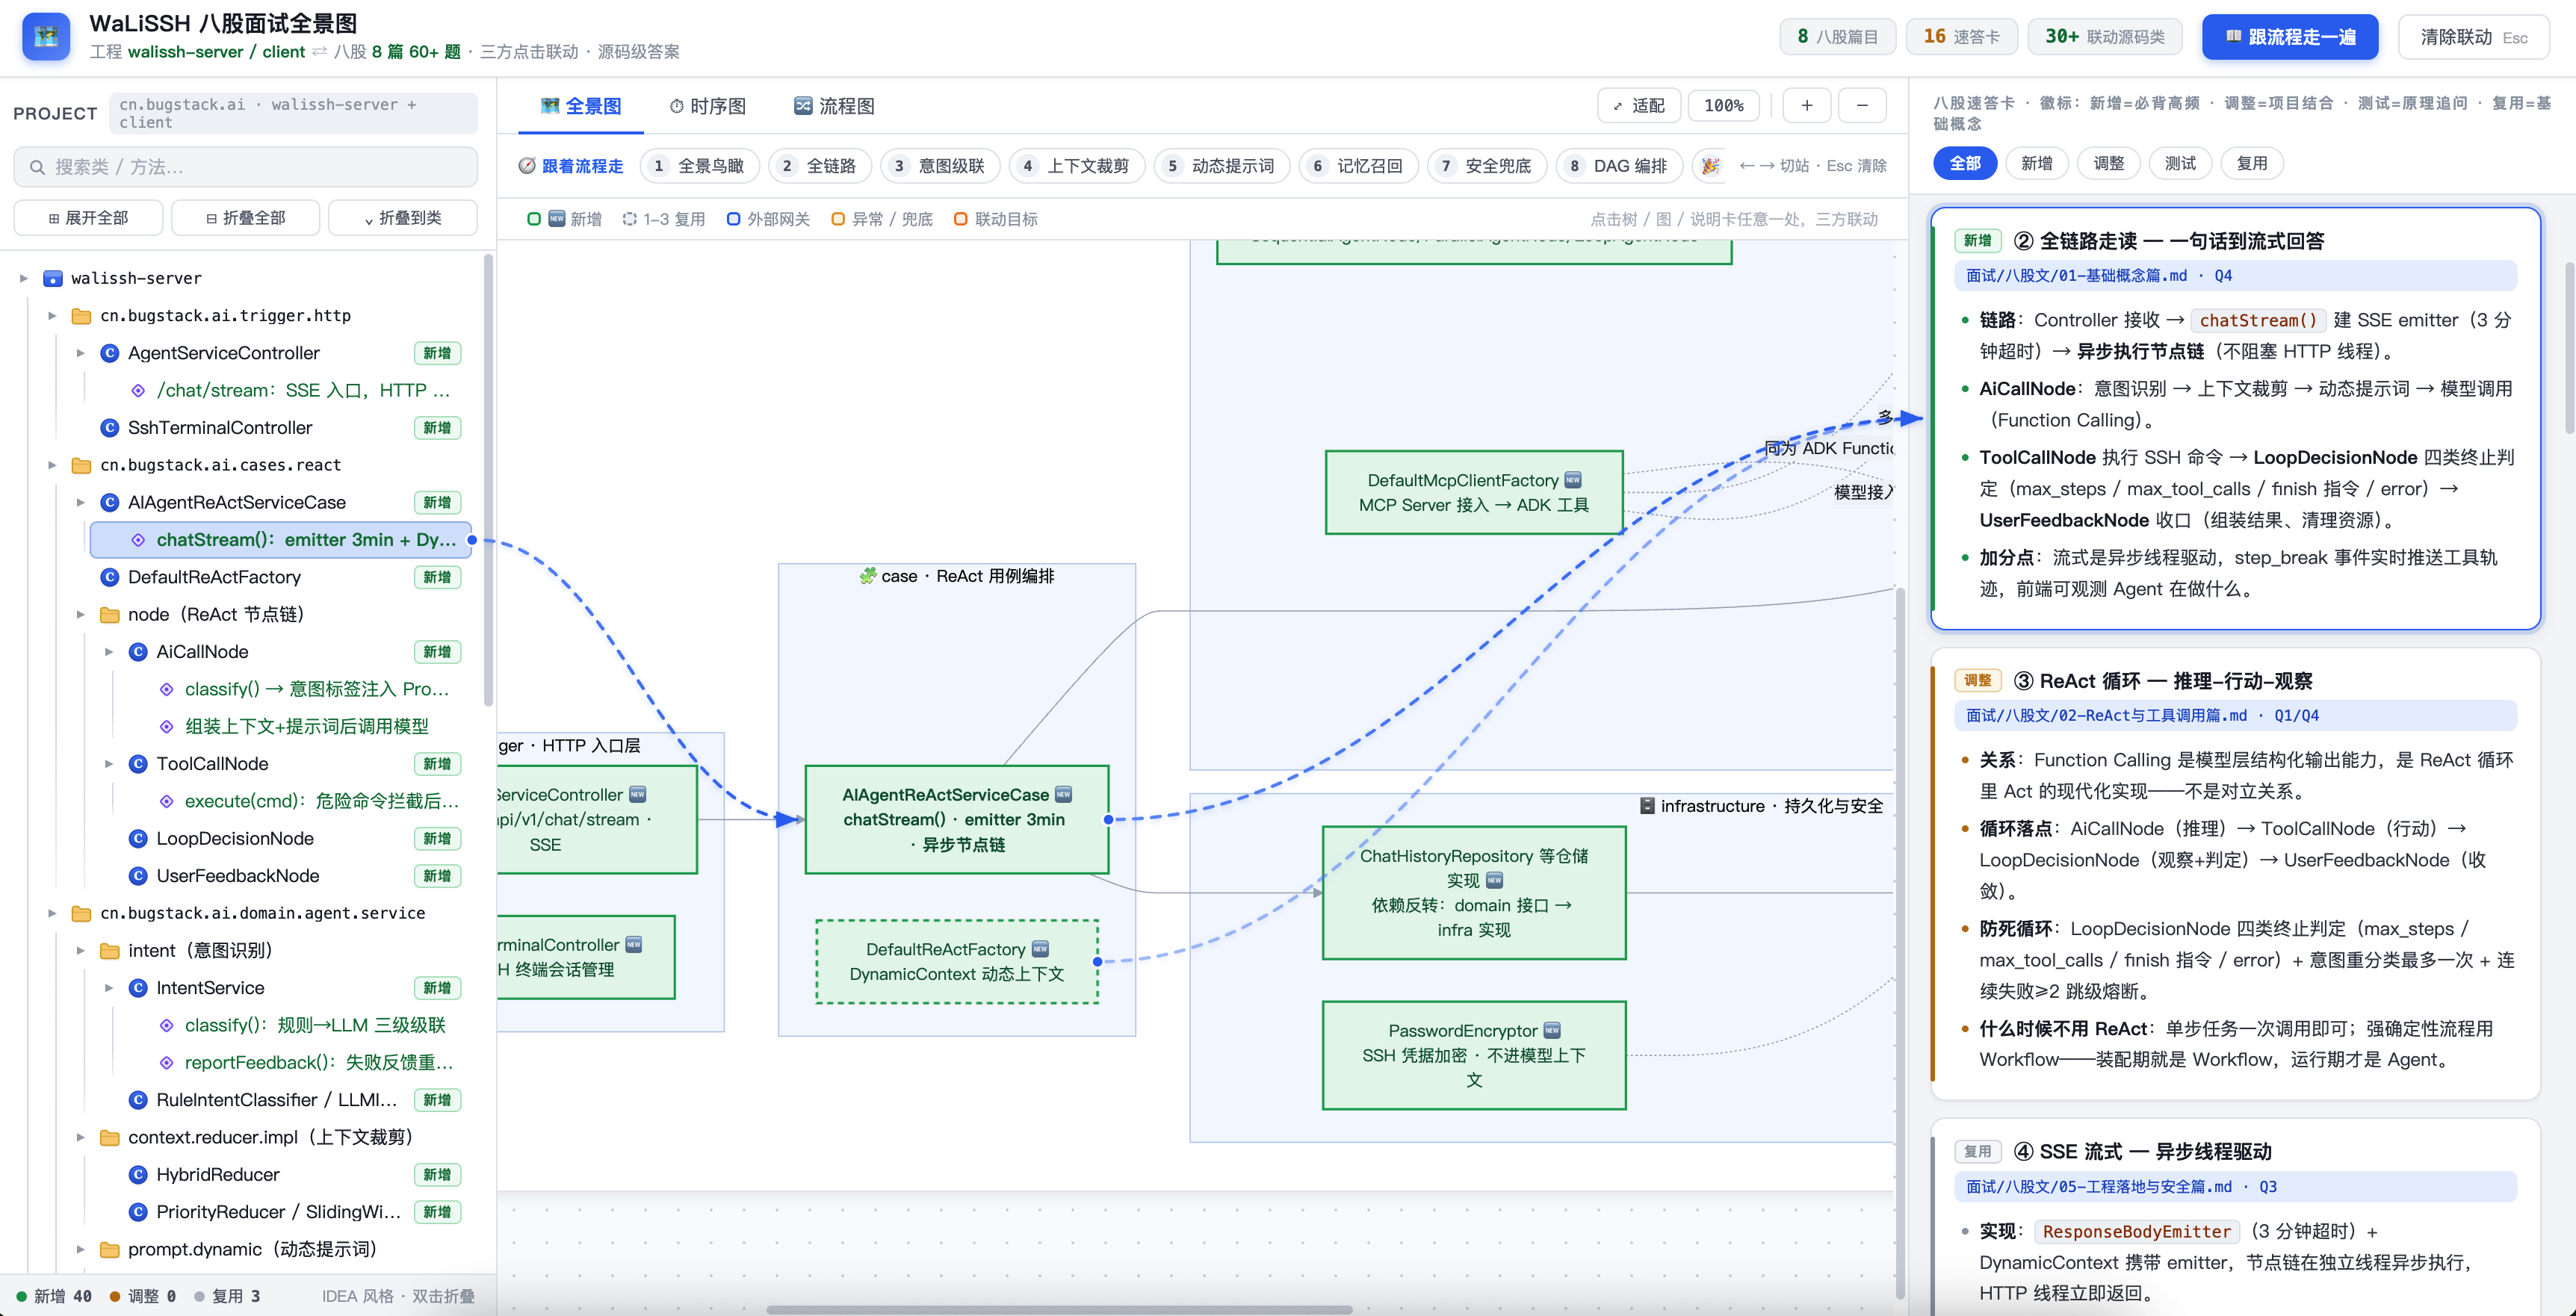 WaLiSSH 八股面试全景图
工程 walissh-server / client ⇄ 八股 8 篇 60+ 题 · 三方点击联动 · 源码级答案
8 八股篇目
16 速答卡
30+ 联动源码类
跟流程走一遍
清除联动 Esc
PROJECT
cn.bugstack.ai · walissh-server +
client
搜索类 / 方法…
展开全部
折叠全部
折叠到类
walissh-server
cn.bugstack.ai.trigger.http
AgentServiceController 新增
/chat/stream：SSE 入口，HTTP …
SshTerminalController 新增
cn.bugstack.ai.cases.react
AIAgentReActServiceCase 新增
chatStream()：emitter 3min + Dy…
DefaultReActFactory 新增
node（ReAct 节点链）
AiCallNode 新增
classify() → 意图标签注入 Pro…
组装上下文+提示词后调用模型
ToolCallNode 新增
execute(cmd)：危险命令拦截后…
LoopDecisionNode 新增
UserFeedbackNode 新增
cn.bugstack.ai.domain.agent.service
intent（意图识别）
IntentService 新增
classify()：规则→LLM 三级级联
reportFeedback()：失败反馈重…
RuleIntentClassifier / LLMI… 新增
context.reducer.impl（上下文裁剪）
HybridReducer 新增
PriorityReducer / SlidingWi… 新增
prompt.dynamic（动态提示词）
新增 40 调整 0 复用 3
IDEA 风格 · 双击折叠
全景图
时序图
流程图
适配
100%
+
−
跟着流程走
1 全景鸟瞰
2 全链路
3 意图级联
4 上下文裁剪
5 动态提示词
6 记忆召回
7 安全兜底
8 DAG 编排
← → 切站 · Esc 清除
NEW 新增
1–3 复用
外部网关
异常 / 兜底
联动目标
点击树 / 图 / 说明卡任意一处，三方联动
SequentialAgentNode/ParallelAgentNode/LoopAgentNode
多
同为 ADK Functio
模型接入
DefaultMcpClientFactory NEW
MCP Server 接入 → ADK 工具
case · ReAct 用例编排
ger · HTTP 入口层
ServiceController NEW
api/v1/chat/stream ·
SSE
AIAgentReActServiceCase NEW
chatStream() · emitter 3min
· 异步节点链
rminalController NEW
H 终端会话管理
DefaultReActFactory NEW
DynamicContext 动态上下文
infrastructure · 持久化与安全
ChatHistoryRepository 等仓储
实现 NEW
依赖反转：domain 接口 →
infra 实现
PasswordEncryptor NEW
SSH 凭据加密 · 不进模型上下
文
八股速答卡 · 徽标：新增=必背高频 · 调整=项目结合 · 测试=原理追问 · 复用=基
础概念
全部
新增
调整
测试
复用
新增 ② 全链路走读 — 一句话到流式回答
面试/八股文/01-基础概念篇.md · Q4
链路：Controller 接收 → chatStream() 建 SSE emitter（3 分
钟超时）→ 异步执行节点链（不阻塞 HTTP 线程）。
AiCallNode：意图识别 → 上下文裁剪 → 动态提示词 → 模型调用
（Function Calling）。
ToolCallNode 执行 SSH 命令 → LoopDecisionNode 四类终止判
定（max_steps / max_tool_calls / finish 指令 / error）→
UserFeedbackNode 收口（组装结果、清理资源）。
加分点：流式是异步线程驱动，step_break 事件实时推送工具轨
迹，前端可观测 Agent 在做什么。
调整 ③ ReAct 循环 — 推理–行动–观察
面试/八股文/02-ReAct与工具调用篇.md · Q1/Q4
关系：Function Calling 是模型层结构化输出能力，是 ReAct 循环
里 Act 的现代化实现——不是对立关系。
循环落点：AiCallNode（推理）→ ToolCallNode（行动）→
LoopDecisionNode（观察+判定）→ UserFeedbackNode（收
敛）。
防死循环：LoopDecisionNode 四类终止判定（max_steps /
max_tool_calls / finish 指令 / error）+ 意图重分类最多一次 + 连
续失败≥2 跳级熔断。
什么时候不用 ReAct：单步任务一次调用即可；强确定性流程用
Workflow——装配期就是 Workflow，运行期才是 Agent。
复用 ④ SSE 流式 — 异步线程驱动
面试/八股文/05-工程落地与安全篇.md · Q3
实现：ResponseBodyEmitter（3 分钟超时）+
DynamicContext 携带 emitter，节点链在独立线程异步执行，
HTTP 线程立即返回。